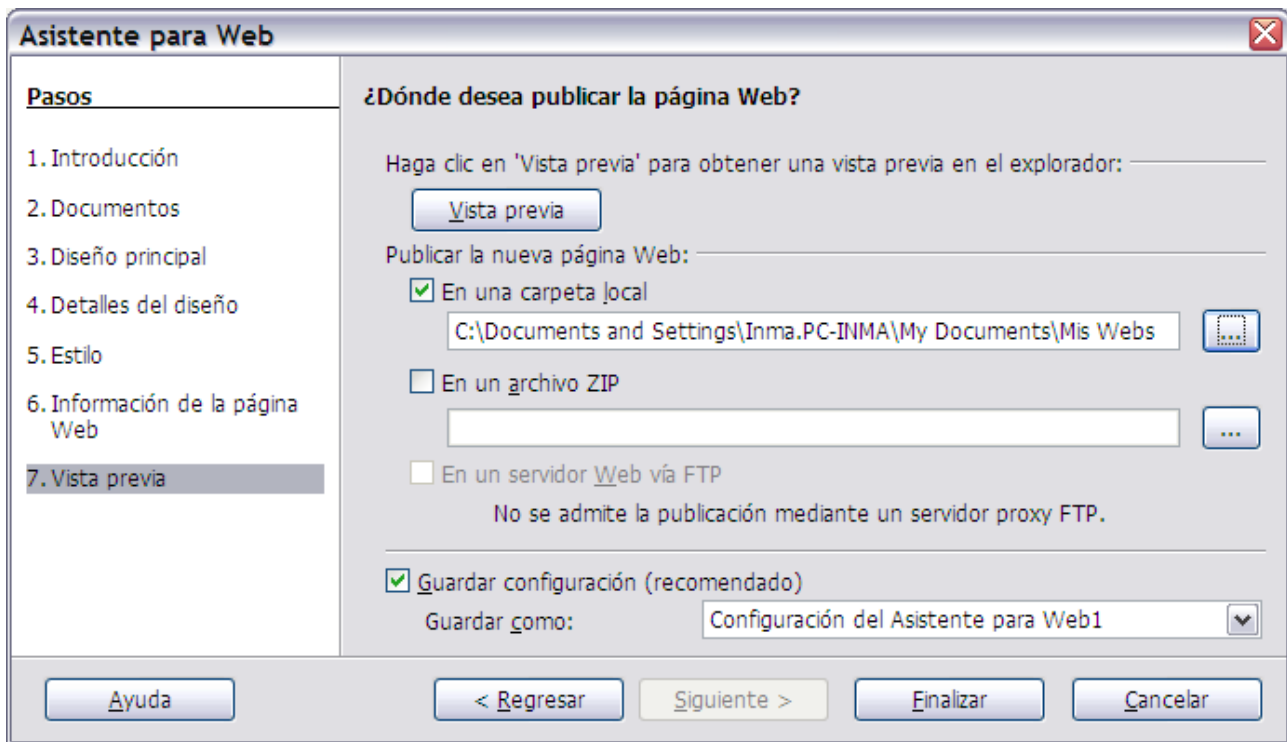 Asistente para Web
Pasos
1. Introducción
2. Documentos
3. Diseño principal
4. Detalles del diseño
5. Estilo
6. Información de la página
Web
7. Vista previa
¿Dónde desea publicar la página Web?
Haga clic en 'Vista previa' para obtener una vista previa en el explorador:
Vista previa
Publicar la nueva página Web:
En una carpeta local
C:\Documents and Settings\Inma.PC-INMA\My Documents\Mis Webs
...
En un archivo ZIP
...
En un servidor Web vía FTP
No se admite la publicación mediante un servidor proxy FTP.
Guardar configuración (recomendado)
Guardar como:
Configuración del Asistente para Web1
Ayuda
< Regresar
Siguiente >
Finalizar
Cancelar